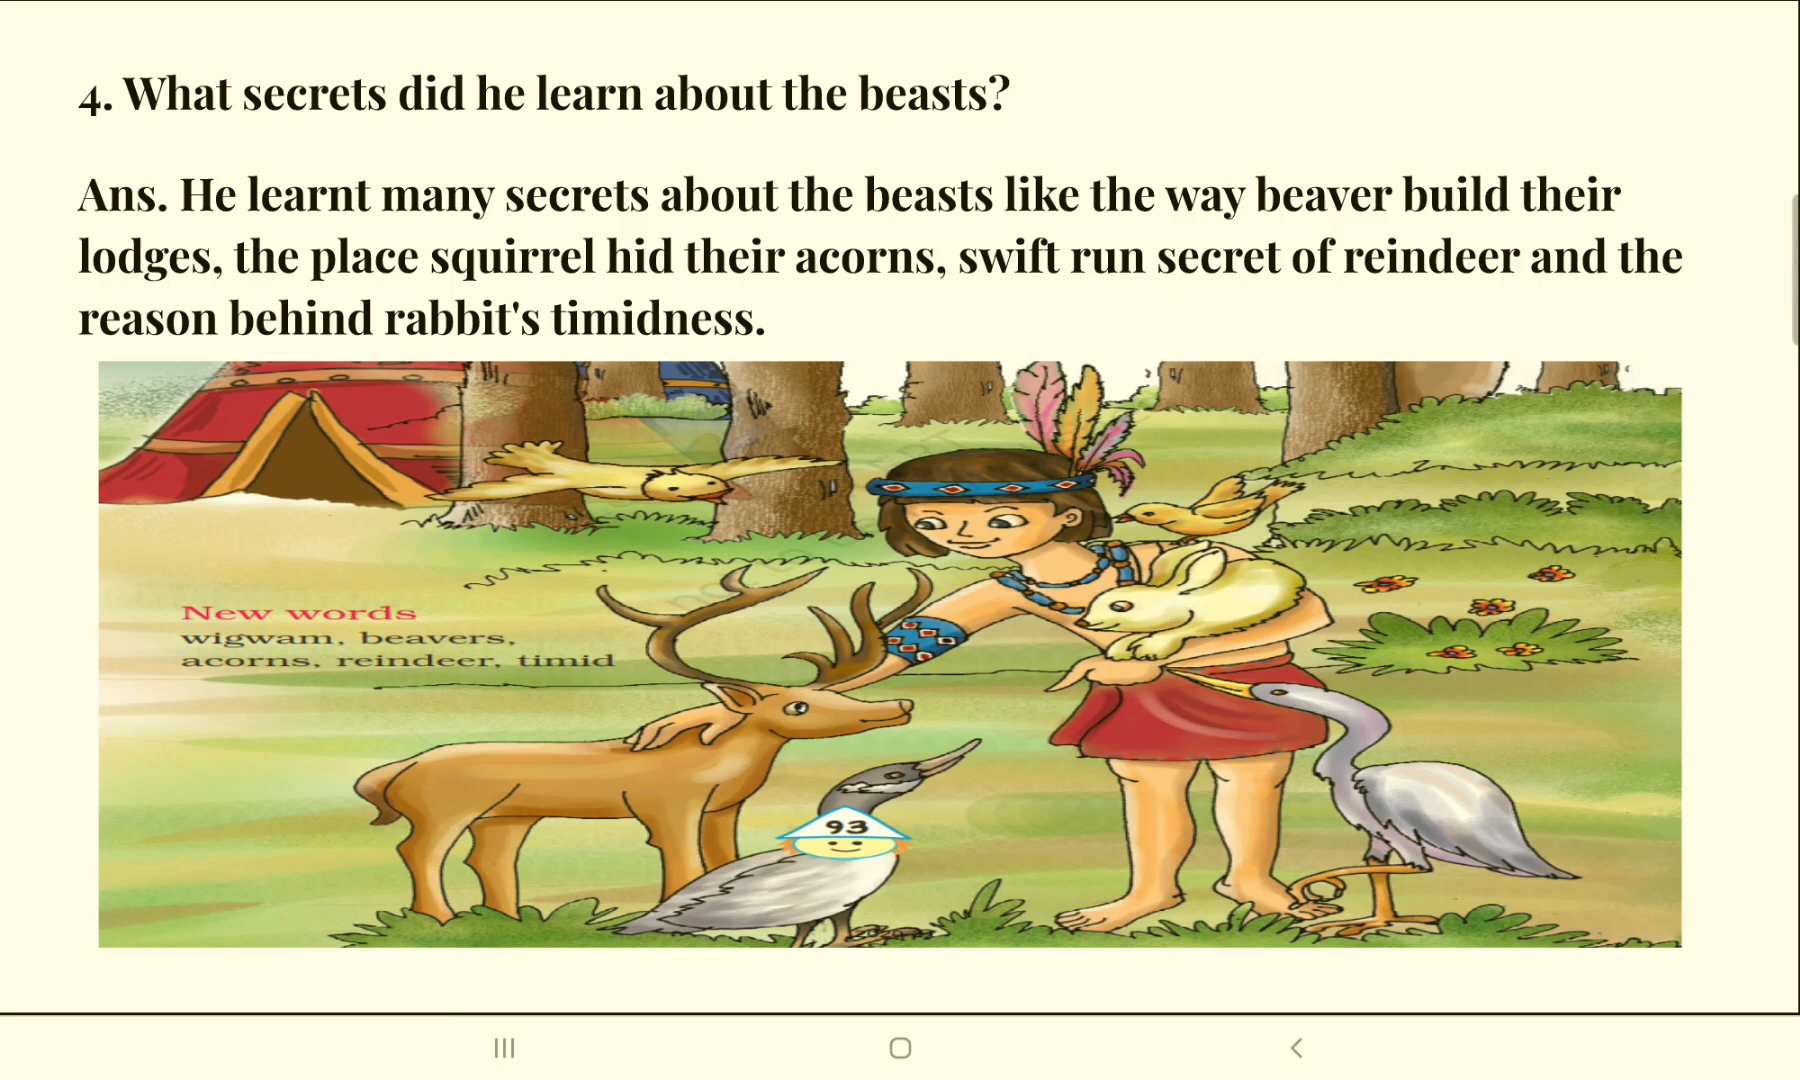 4. What secrets did he learn about the beasts?
Ans. He learnt many secrets about the beasts like the way beaver build their
lodges, the place squirrel hid their acorns, swift run secret of reindeer and the
reason behind rabbit's timidness.
New words
wigwam, beavers,
acorns, reindeer, timid
93